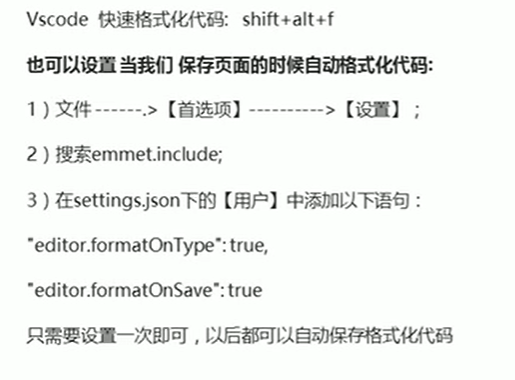 Vscode 快速格式化代码: shift+alt+f
也可以设置 当我们 保存页面的时候自动格式化代码:
1）文件 ------.>【首选项】---------->【设置】；
2）搜索emmet.include;
3）在settings.json下的【用户】中添加以下语句：
"editor.formatOnType": true,
"editor.formatOnSave": true
只需要设置一次即可，以后都可以自动保存格式化代码